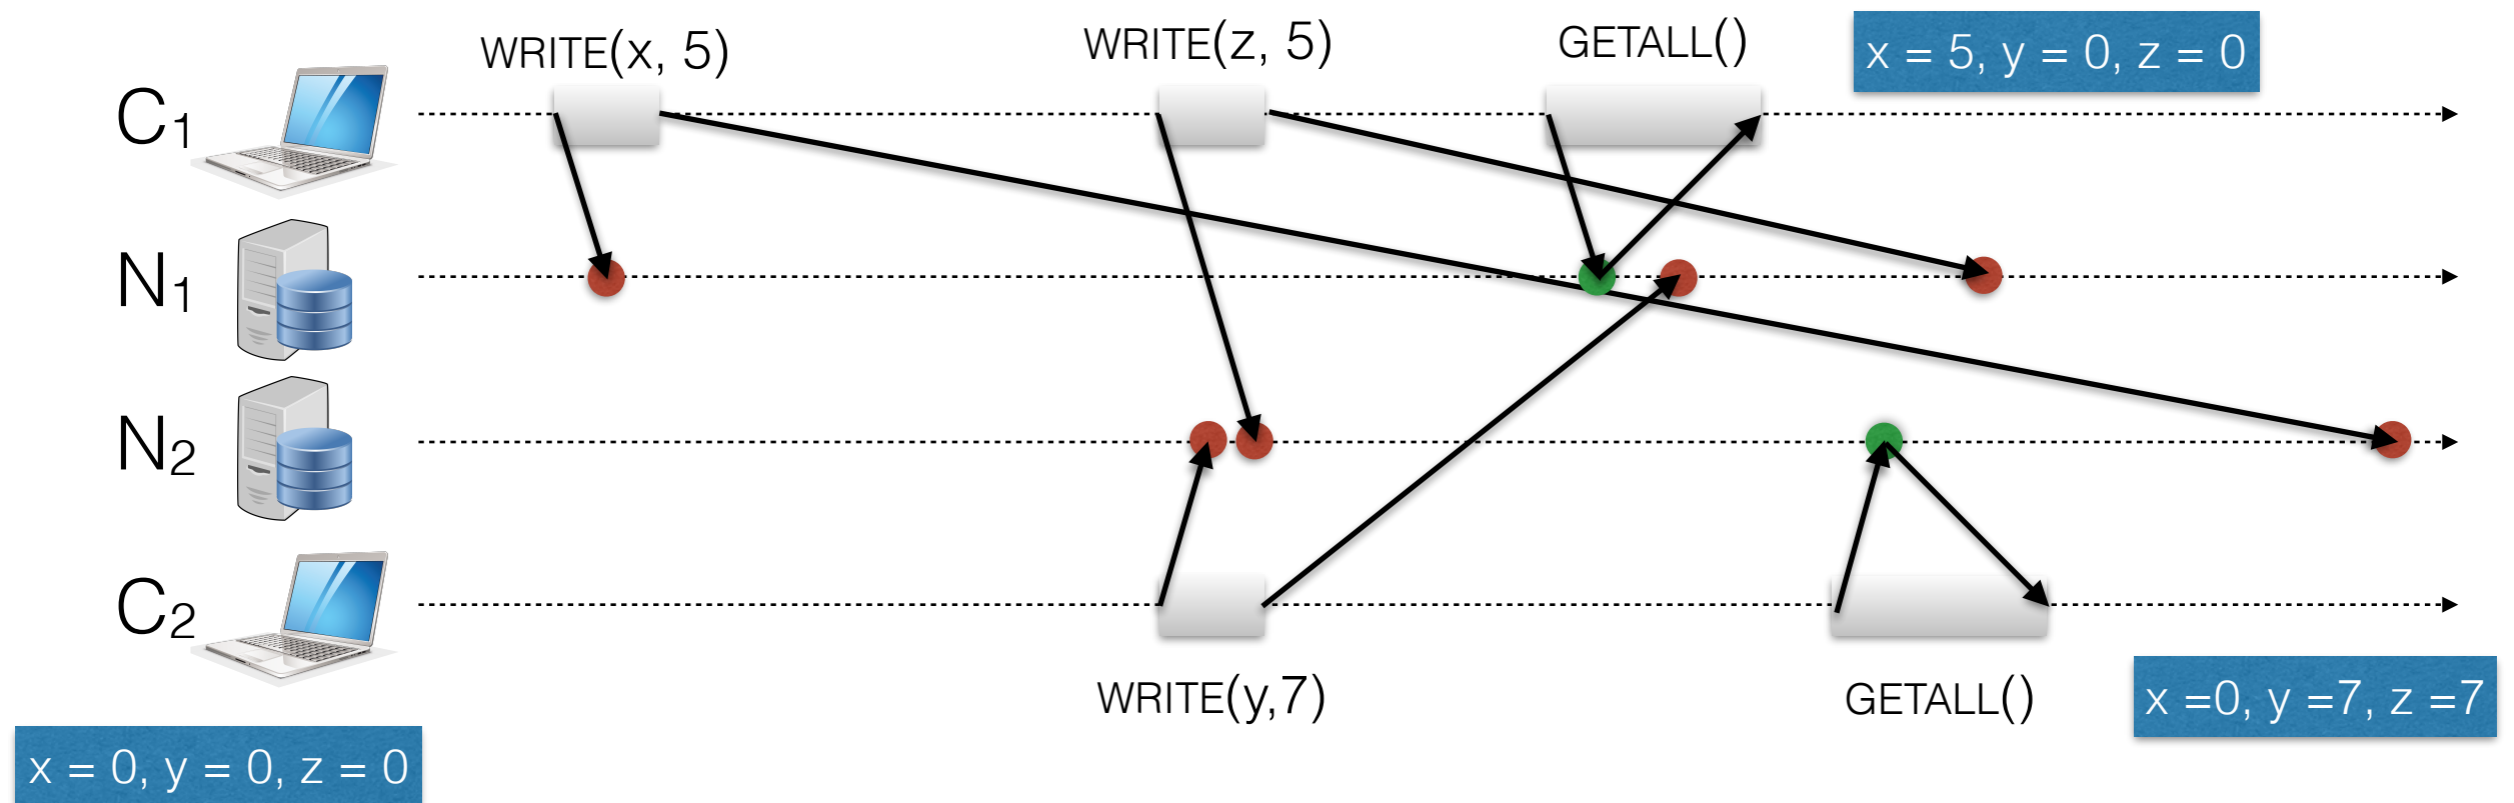 WRITE(x, 5)
WRITE(z, 5)
GETALL()
x = 5, y = 0, z = 0
C1
N1
N2
C2
WRITE(y,7)
GETALL()
x =0, y =7, z =7
x = 0, y = 0, z = 0